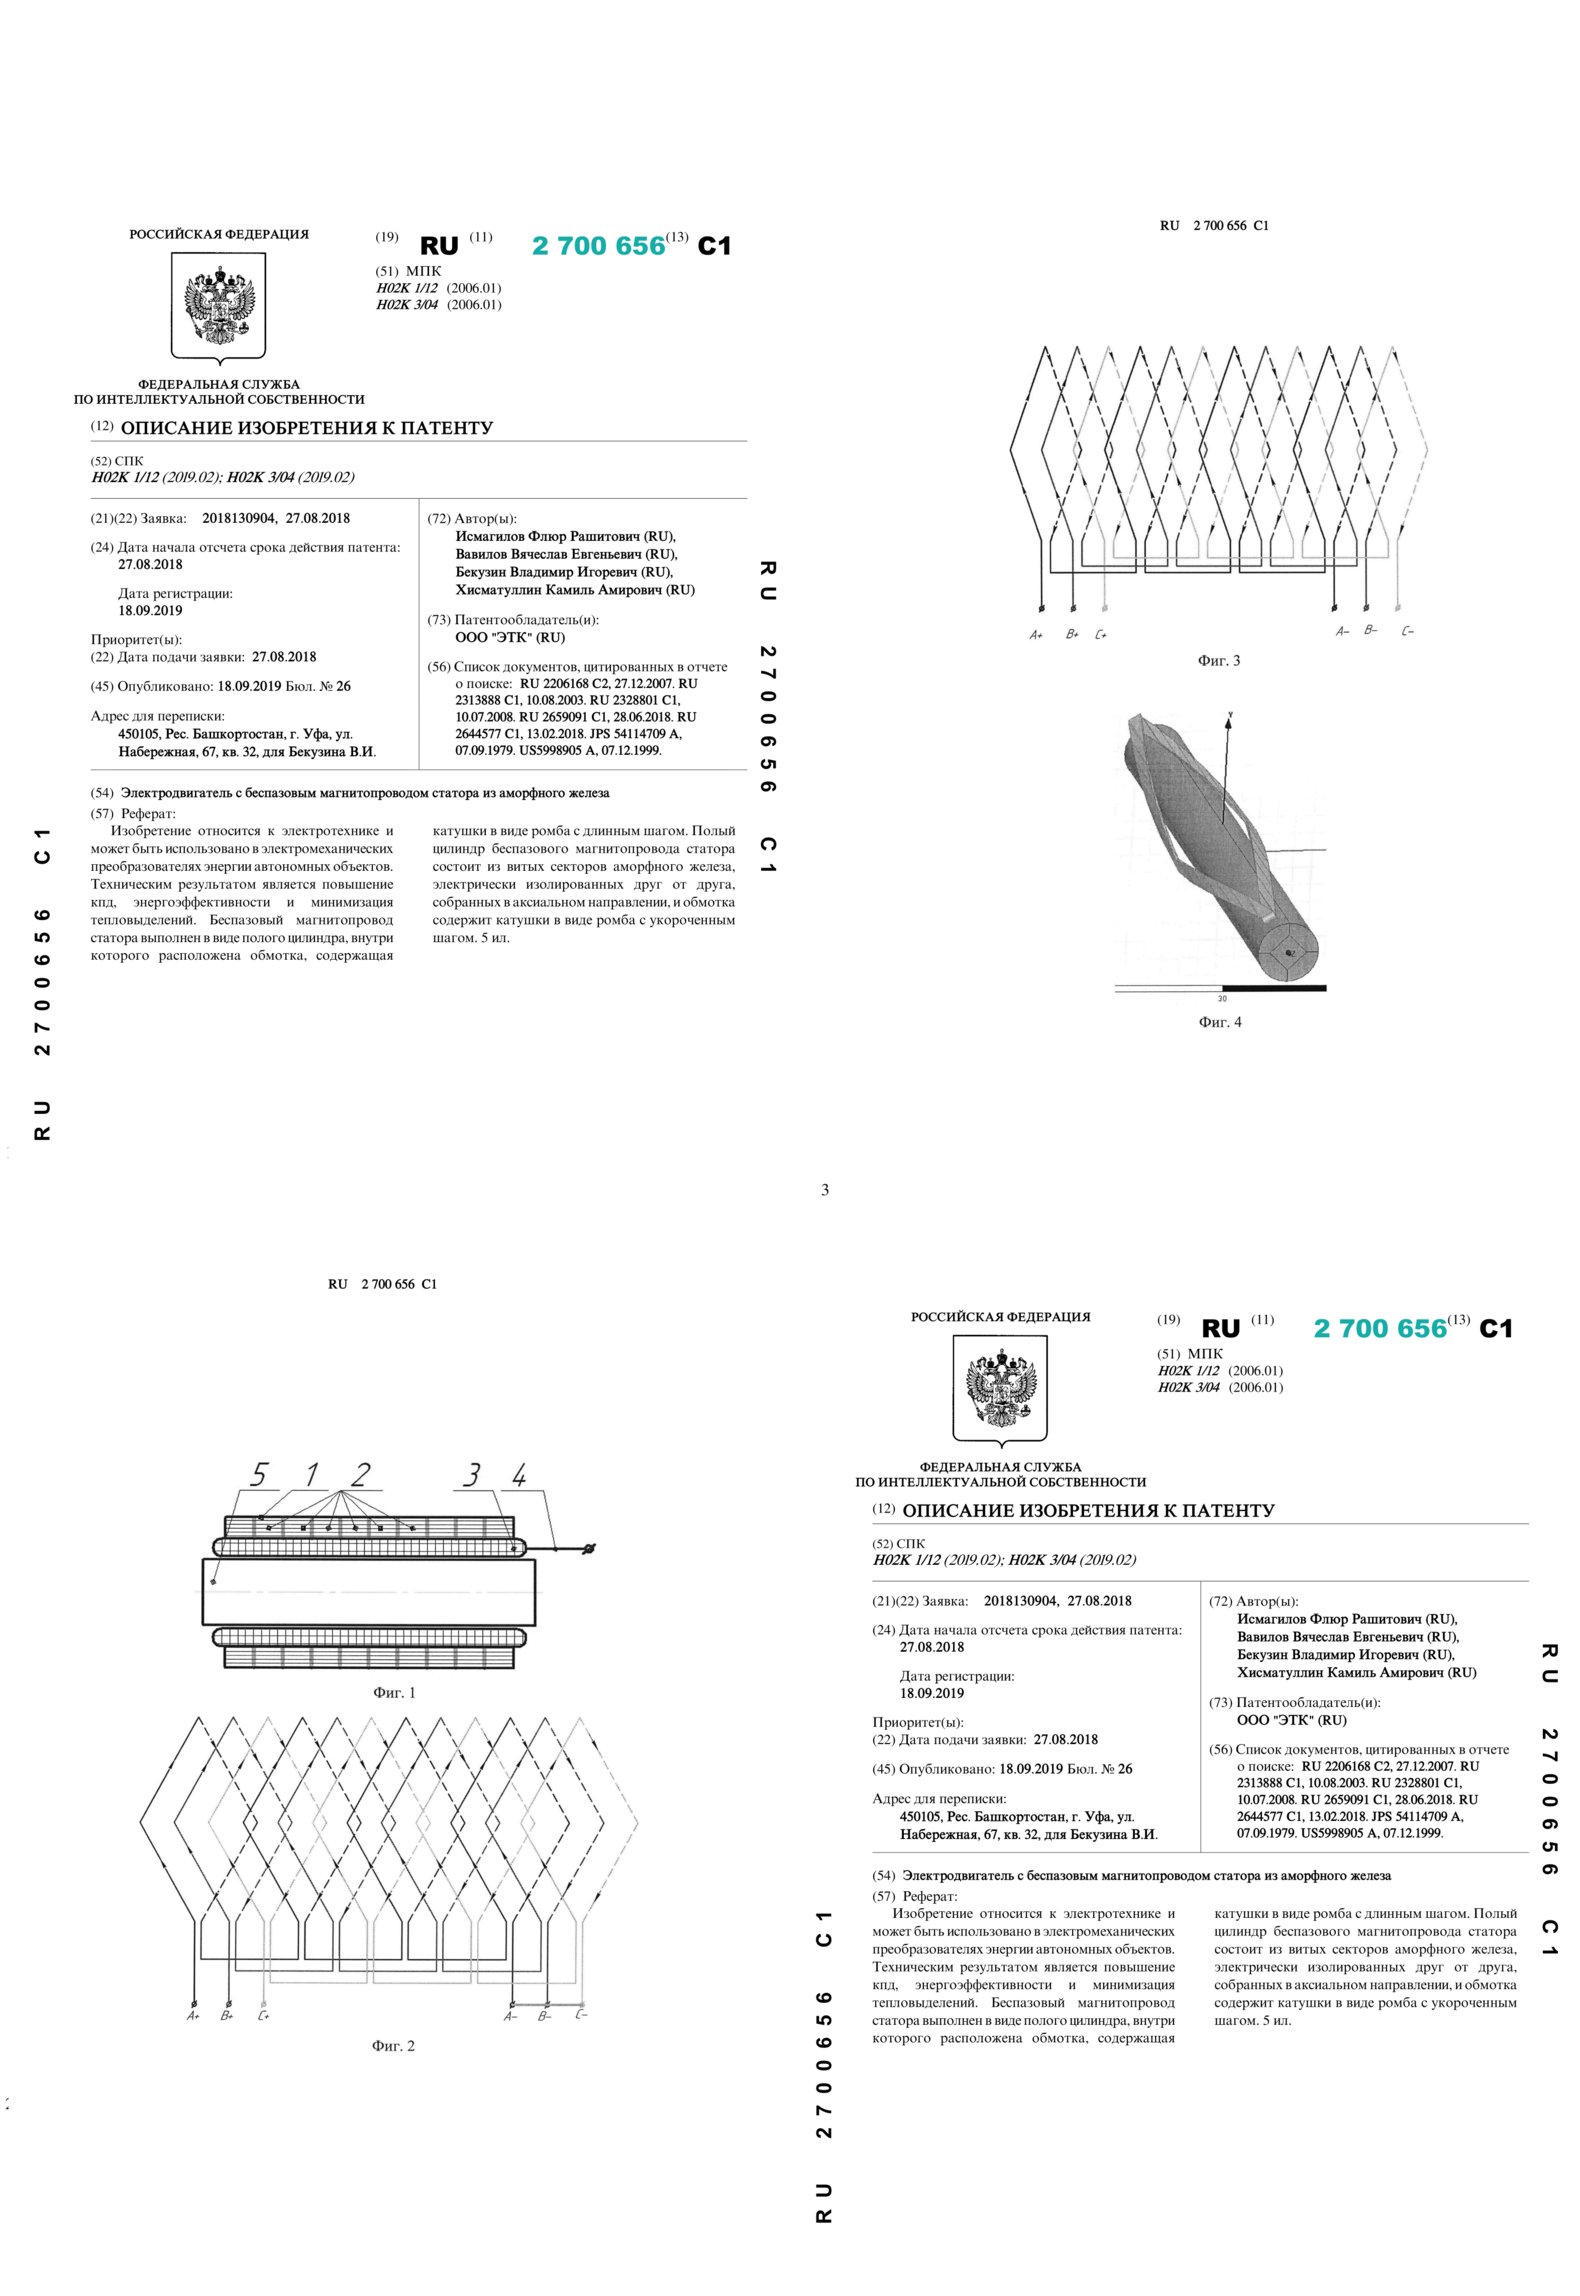 РОССИЙСКАЯ ФЕДЕРАЦИЯ
(19) RU (11) 2 700 656(13) C1
(51) МПК
H02K 1/12 (2006.01)
H02K 3/04 (2006.01)
ФЕДЕРАЛЬНАЯ СЛУЖБА
ПО ИНТЕЛЛЕКТУАЛЬНОЙ СОБСТВЕННОСТИ
(12) ОПИСАНИЕ ИЗОБРЕТЕНИЯ К ПАТЕНТУ
(52) СПК
H02K 1/12 (2019.02); H02K 3/04 (2019.02)
(21)(22) Заявка: 2018130904, 27.08.2018
(24) Дата начала отсчета срока действия патента:
27.08.2018
Дата регистрации:
18.09.2019
Приоритет(ы):
(22) Дата подачи заявки: 27.08.2018
(45) Опубликовано: 18.09.2019 Бюл. № 26
Адрес для переписки:
450105, Рес. Башкортостан, г. Уфа, ул.
Набережная, 67, кв. 32, для Бекузина В.И.
(72) Автор(ы):
Исмагилов Флюр Рашитович (RU),
Вавилов Вячеслав Евгеньевич (RU),
Бекузин Владимир Игоревич (RU),
Хисматуллин Камиль Амирович (RU)
(73) Патентообладатель(и):
ООО "ЭТК" (RU)
(56) Список документов, цитированных в отчете
о поиске: RU 2206168 C2, 27.12.2007. RU
2313888 C1, 10.08.2003. RU 2328801 C1,
10.07.2008. RU 2659091 C1, 28.06.2018. RU
2644577 C1, 13.02.2018. JPS 54114709 A,
07.09.1979. US5998905 A, 07.12.1999.
(54) Электродвигатель с беспазовым магнитопроводом статора из аморфного железа
(57) Реферат:
Изобретение относится к электротехнике и
может быть использовано в электромеханических
преобразователях энергии автономных объектов.
Техническим результатом является повышение
кпд, энергоэффективности и минимизация
тепловыделений. Беспазовый магнитопровод
статора выполнен в виде полого цилиндра, внутри
которого расположена обмотка, содержащая
катушки в виде ромба с длинным шагом. Полый
цилиндр беспазового магнитопровода статора
состоит из витых секторов аморфного железа,
электрически изолированных друг от друга,
собранных в аксиальном направлении, и обмотка
содержит катушки в виде ромба с укороченным
шагом. 5 ил.
RU 2700656 C1
RU 2700656 C1
RU 2 700 656 C1
A+ B+ C+ A– B– C–
Фиг. 3
Y
Z
30
Фиг. 4
3
RU 2 700 656 C1
5 1 2 3 4
Фиг. 1
A+ B+ C+ A– B– C–
Фиг. 2
РОССИЙСКАЯ ФЕДЕРАЦИЯ
(19) RU (11) 2 700 656(13) C1
(51) МПК
H02K 1/12 (2006.01)
H02K 3/04 (2006.01)
ФЕДЕРАЛЬНАЯ СЛУЖБА
ПО ИНТЕЛЛЕКТУАЛЬНОЙ СОБСТВЕННОСТИ
(12) ОПИСАНИЕ ИЗОБРЕТЕНИЯ К ПАТЕНТУ
(52) СПК
H02K 1/12 (2019.02); H02K 3/04 (2019.02)
(21)(22) Заявка: 2018130904, 27.08.2018
(24) Дата начала отсчета срока действия патента:
27.08.2018
Дата регистрации:
18.09.2019
Приоритет(ы):
(22) Дата подачи заявки: 27.08.2018
(45) Опубликовано: 18.09.2019 Бюл. № 26
Адрес для переписки:
450105, Рес. Башкортостан, г. Уфа, ул.
Набережная, 67, кв. 32, для Бекузина В.И.
(72) Автор(ы):
Исмагилов Флюр Рашитович (RU),
Вавилов Вячеслав Евгеньевич (RU),
Бекузин Владимир Игоревич (RU),
Хисматуллин Камиль Амирович (RU)
(73) Патентообладатель(и):
ООО "ЭТК" (RU)
(56) Список документов, цитированных в отчете
о поиске: RU 2206168 C2, 27.12.2007. RU
2313888 C1, 10.08.2003. RU 2328801 C1,
10.07.2008. RU 2659091 C1, 28.06.2018. RU
2644577 C1, 13.02.2018. JPS 54114709 A,
07.09.1979. US5998905 A, 07.12.1999.
(54) Электродвигатель с беспазовым магнитопроводом статора из аморфного железа
(57) Реферат:
Изобретение относится к электротехнике и
может быть использовано в электромеханических
преобразователях энергии автономных объектов.
Техническим результатом является повышение
кпд, энергоэффективности и минимизация
тепловыделений. Беспазовый магнитопровод
статора выполнен в виде полого цилиндра, внутри
которого расположена обмотка, содержащая
катушки в виде ромба с длинным шагом. Полый
цилиндр беспазового магнитопровода статора
состоит из витых секторов аморфного железа,
электрически изолированных друг от друга,
собранных в аксиальном направлении, и обмотка
содержит катушки в виде ромба с укороченным
шагом. 5 ил.
RU 2700656 C1
RU 2700656 C1